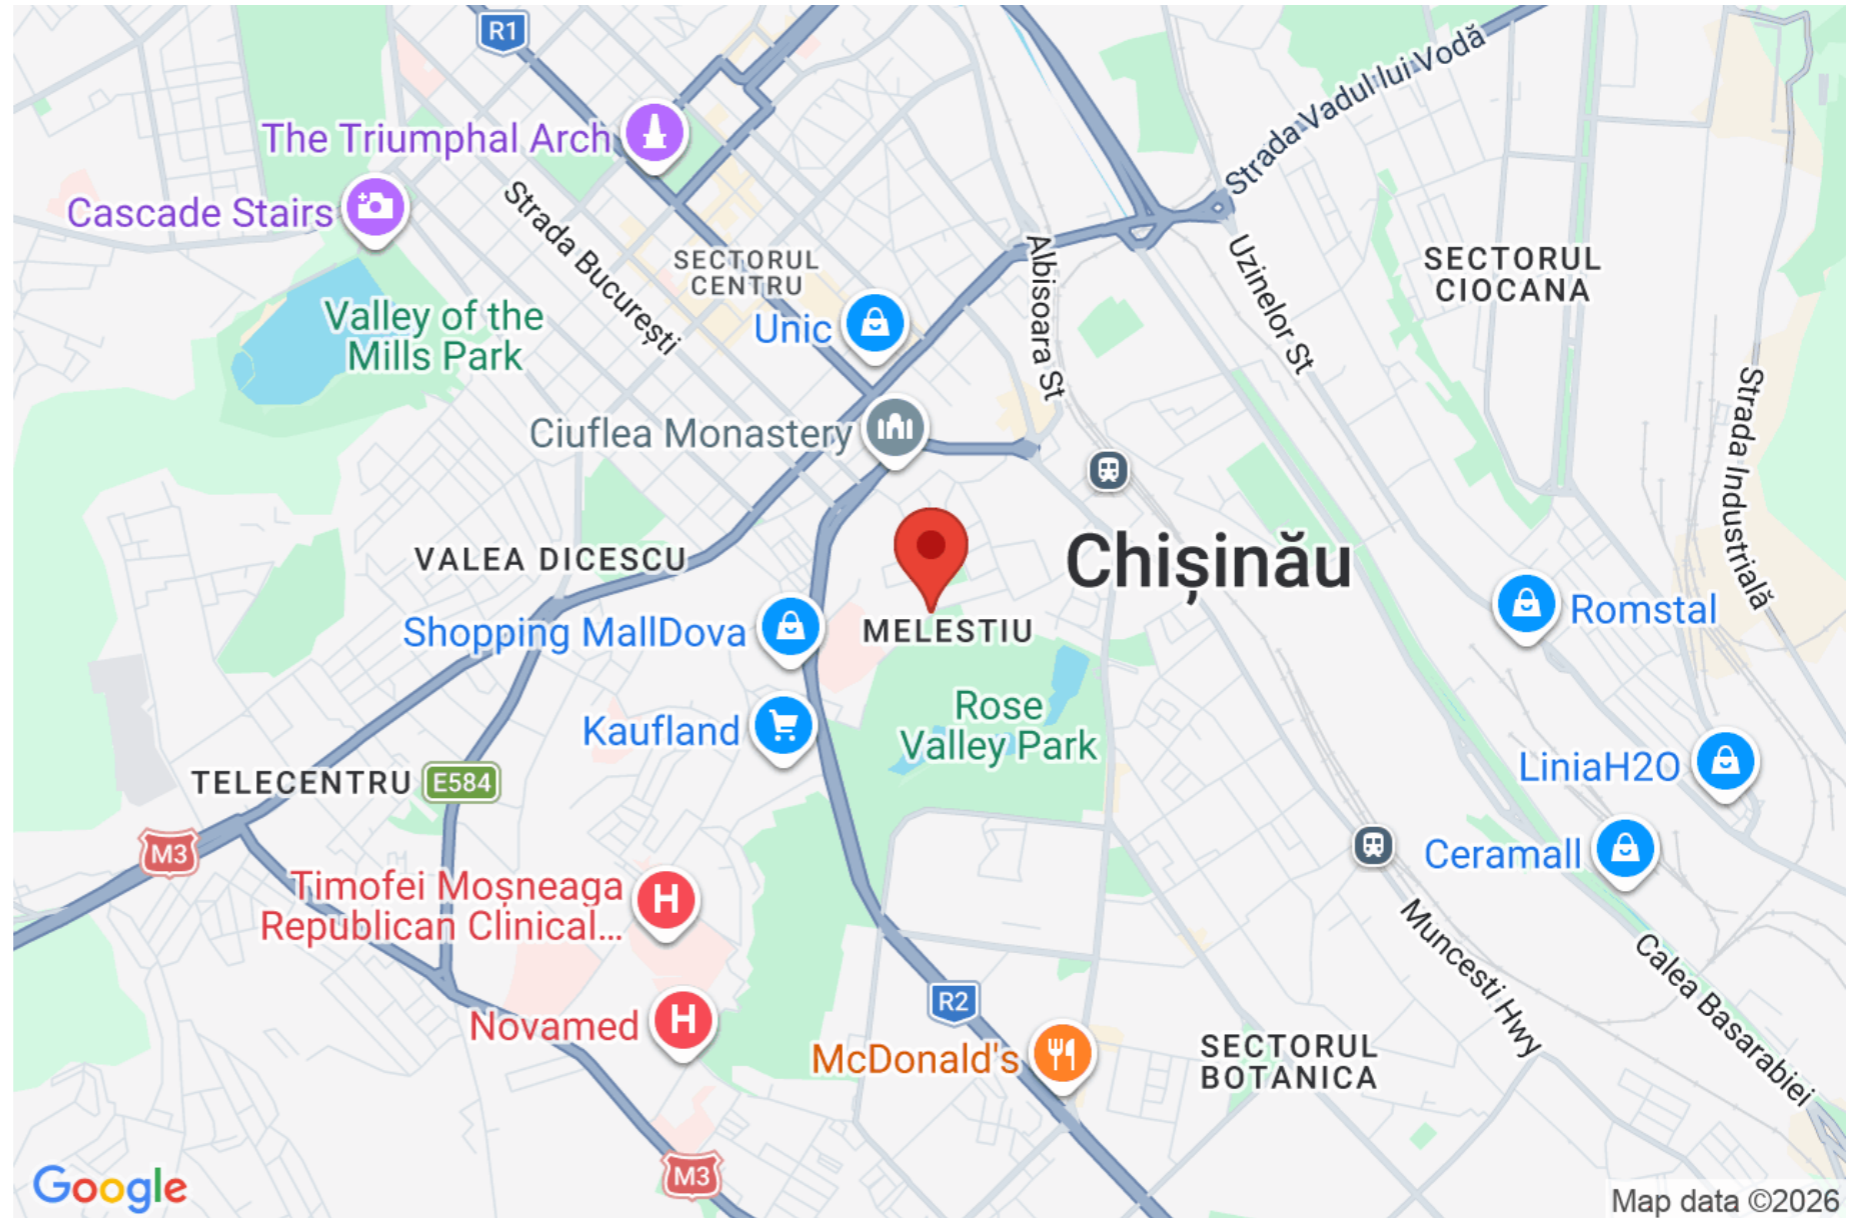 R1
Strada Vadul lui Vodă
The Triumphal Arch
Cascade Stairs
Strada București
SECTORUL
CENTRU
Albisoara St
Uzinelor St
SECTORUL
CIOCANA
Valley of the
Mills Park
Unic
Ciuflea Monastery
Strada Industrială
VALEA DICESCU
Chișinău
Shopping MallDova
MELESTIU
Romstal
Kaufland
Rose
Valley Park
TELECENTRU
E584
LiniaH2O
M3
Ceramall
Timofei Moșneaga
Republican Clinical...
H
Muncesti Hwy
Calea Basarabiei
R2
Novamed
H
McDonald's
SECTORUL
BOTANICA
M3
Google
Map data ©2026